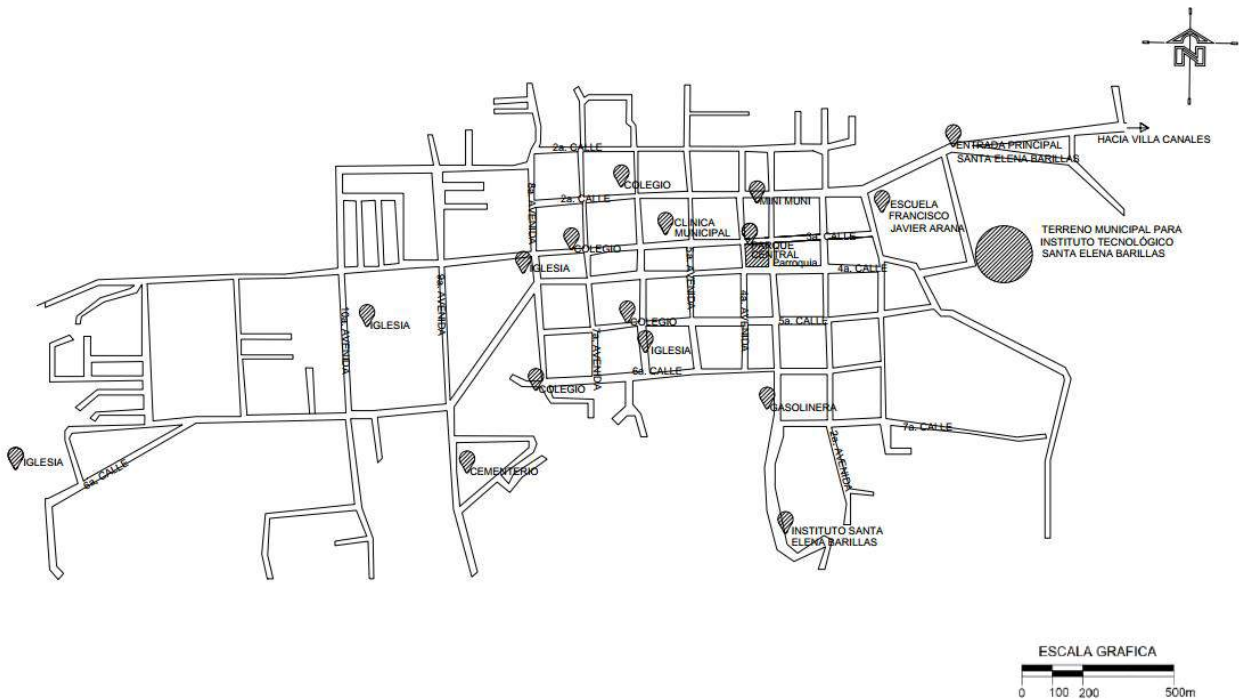 N
HACIA VILLA CANALES
ENTRADA PRINCIPAL
SANTA ELENA BARILLAS
2a. CALLE
COLEGIO
2a. CALLE
8a. AVENIDA
MINI MUNI
ESCUELA
FRANCISCO
JAVIER ARANA
CLINICA
MUNICIPAL
COLEGIO
PARQUE
CENTRAL
Parroquia
3a. CALLE
4a. CALLE
TERRENO MUNICIPAL PARA
INSTITUTO TECNOLÓGICO
SANTA ELENA BARILLAS
IGLESIA
5a. AVENIDA
4a. AVENIDA
9a. AVENIDA
10a. AVENIDA
IGLESIA
COLEGIO
5a. CALLE
7a. AVENIDA
IGLESIA
6a. CALLE
COLEGIO
GASOLINERA
7a. CALLE
2a. AVENIDA
IGLESIA
6a. CALLE
CEMENTERIO
INSTITUTO SANTA
ELENA BARILLAS
ESCALA GRAFICA
0 100 200 500m